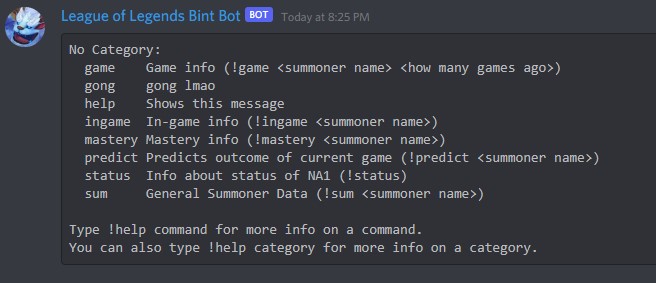 League of Legends Bint Bot BOT Today at 8:25 PM
No Category:
  game    Game info (!game <summoner name> <how many games ago>)
  gong    gong lmao
  help    Shows this message
  ingame  In-game info (!ingame <summoner name>)
  mastery Mastery info (!mastery <summoner name>)
  predict Predicts outcome of current game (!predict <summoner name>)
  status  Info about status of NA1 (!status)
  sum     General Summoner Data (!sum <summoner name>)

Type !help command for more info on a command.
You can also type !help category for more info on a category.